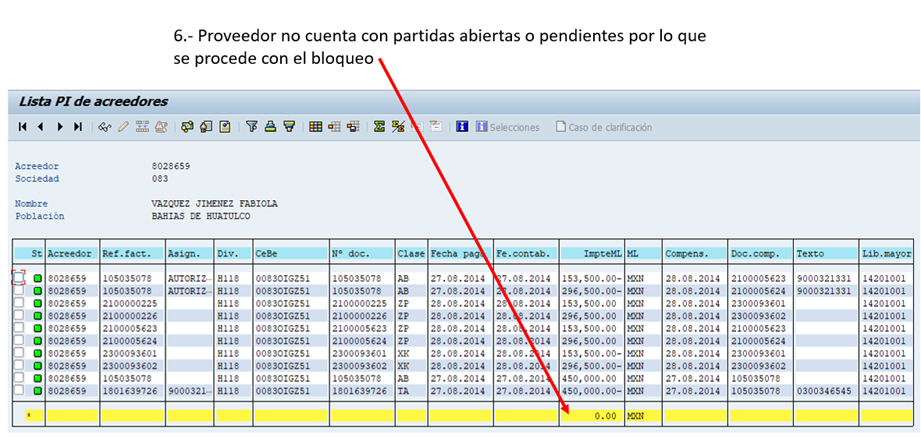 6.- Proveedor no cuenta con partidas abiertas o pendientes por lo que
se procede con el bloqueo
Lista PI de acreedores
Selecciones Caso de clarificación
Acreedor 8028659
Sociedad 083
Nombre VAZQUEZ JIMENEZ FABIOLA
Población BAHIAS DE HUATULCO
St Acreedor Ref.fact. Asign. Div. CeBe Nº doc. Clase Fecha pago Fe.contab. ImpteML ML Compens. Doc.comp. Texto Lib.mayor
8028659 105035078 AUTORIZ… H118 0083OIGZ51 105035078 AB 27.08.2014 27.08.2014 153,500.00- MXN 28.08.2014 2100005623 9000321331 14201001
8028659 105035078 AUTORIZ… H118 0083OIGZ51 105035078 AB 27.08.2014 27.08.2014 296,500.00- MXN 28.08.2014 2100005624 9000321331 14201001
8028659 2100000225 H118 0083OIGZ51 2100000225 ZP 28.08.2014 28.08.2014 153,500.00 MXN 28.08.2014 2300093601 14201001
8028659 2100000226 H118 0083OIGZ51 2100000226 ZP 28.08.2014 28.08.2014 296,500.00 MXN 28.08.2014 2300093602 14201001
8028659 2100005623 H118 0083OIGZ51 2100005623 ZP 28.08.2014 28.08.2014 153,500.00 MXN 28.08.2014 2100005623 14201001
8028659 2100005624 H118 0083OIGZ51 2100005624 ZP 28.08.2014 28.08.2014 296,500.00 MXN 28.08.2014 2100005624 14201001
8028659 2300093601 H118 0083OIGZ51 2300093601 XK 28.08.2014 28.08.2014 153,500.00- MXN 28.08.2014 2300093601 14201001
8028659 2300093602 H118 0083OIGZ51 2300093602 XK 28.08.2014 28.08.2014 296,500.00- MXN 28.08.2014 2300093602 14201001
8028659 105035078 H118 0083OIGZ51 105035078 AB 27.08.2014 27.08.2014 450,000.00 MXN 27.08.2014 105035078 14201001
8028659 1801639726 9000321… H118 0083OIGZ51 1801639726 TA 27.08.2014 27.08.2014 450,000.00- MXN 27.08.2014 105035078 0300346545 14201001
* 0.00 MXN